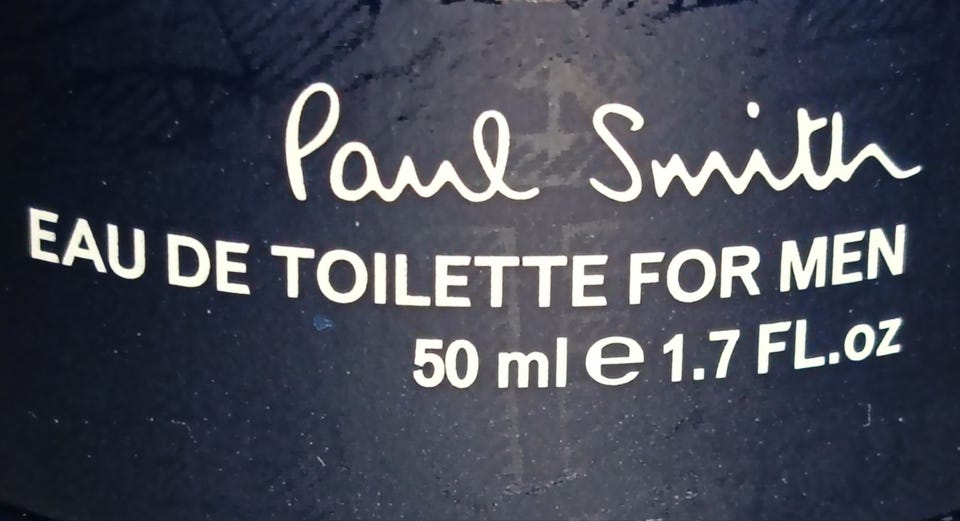 Paul Smith
EAU DE TOILETTE FOR MEN
50 ml e 1.7 FL.oz